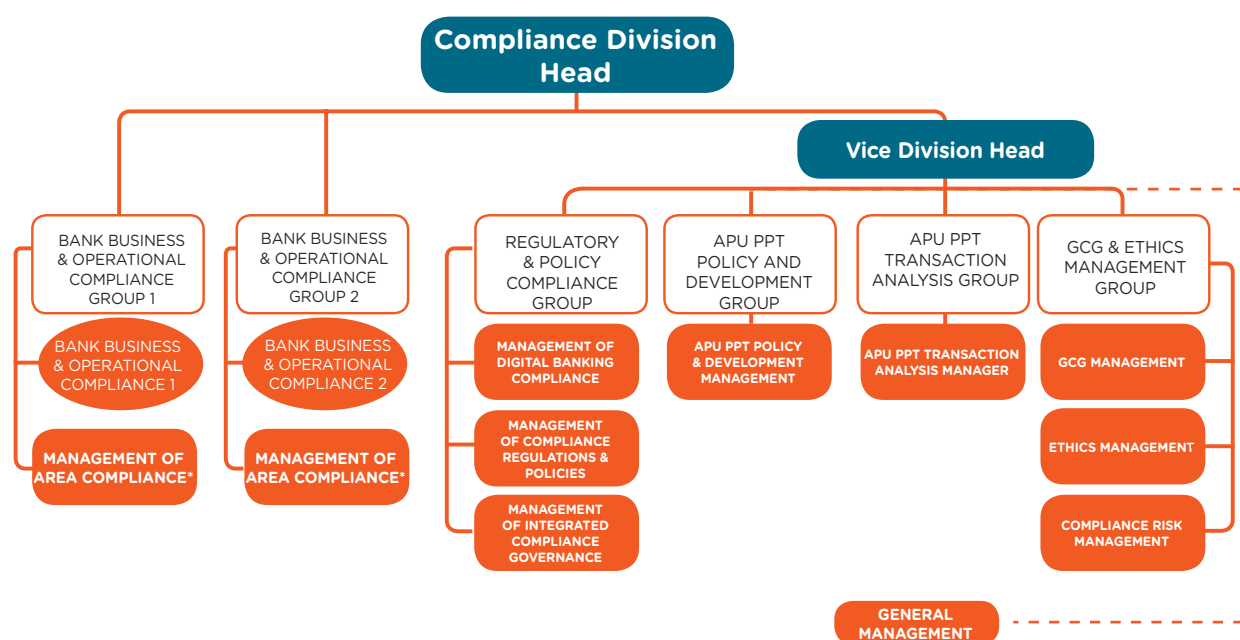 Compliance Division
Head
Vice Division Head
BANK BUSINESS
& OPERATIONAL
COMPLIANCE
GROUP 1
BANK BUSINESS
& OPERATIONAL
COMPLIANCE
GROUP 2
REGULATORY
& POLICY
COMPLIANCE
GROUP
APU PPT
POLICY AND
DEVELOPMENT
GROUP
APU PPT
TRANSACTION
ANALYSIS GROUP
GCG & ETHICS
MANAGEMENT
GROUP
BANK BUSINESS
& OPERATIONAL
COMPLIANCE 1
BANK BUSINESS
& OPERATIONAL
COMPLIANCE 2
MANAGEMENT OF
DIGITAL BANKING
COMPLIANCE
APU PPT POLICY
& DEVELOPMENT
MANAGEMENT
APU PPT TRANSACTION
ANALYSIS MANAGER
GCG MANAGEMENT
MANAGEMENT OF
AREA COMPLIANCE*
MANAGEMENT OF
AREA COMPLIANCE*
MANAGEMENT
OF COMPLIANCE
REGULATIONS &
POLICIES
ETHICS MANAGEMENT
MANAGEMENT
OF INTEGRATED
COMPLIANCE
GOVERNANCE
COMPLIANCE RISK
MANAGEMENT
GENERAL
MANAGEMENT